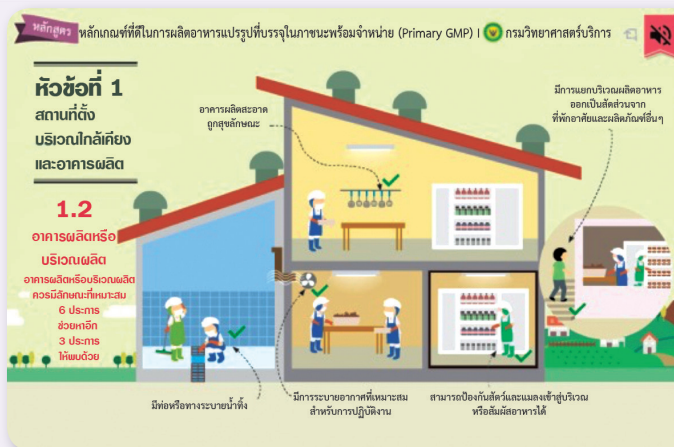 หลักสูตร หลักเกณฑ์ที่ดีในการผลิตอาหารแปรรูปที่บรรจุในภาชนะพร้อมจำหน่าย (Primary GMP) I กรมวิทยาศาสตร์บริการ
หัวข้อที่ 1
สถานที่ตั้ง
บริเวณใกล้เคียง
และอาคารผลิต
1.2
อาคารผลิตหรือ
บริเวณผลิต
อาคารผลิตหรือบริเวณผลิต
ควรมีลักษณะที่เหมาะสม
6 ประการ
ช่วยหาอีก
3 ประการ
ให้พบด้วย
อาคารผลิตสะอาด
ถูกสุขลักษณะ
มีการแยกบริเวณผลิตอาหาร
ออกเป็นสัดส่วนจาก
ที่พักอาศัยและผลิตภัณฑ์อื่นๆ
มีท่อหรือทางระบายน้ำทิ้ง
มีการระบายอากาศที่เหมาะสม
สำหรับการปฏิบัติงาน
สามารถป้องกันสัตว์และแมลงเข้าสู่บริเวณ
หรือสัมผัสอาหารได้